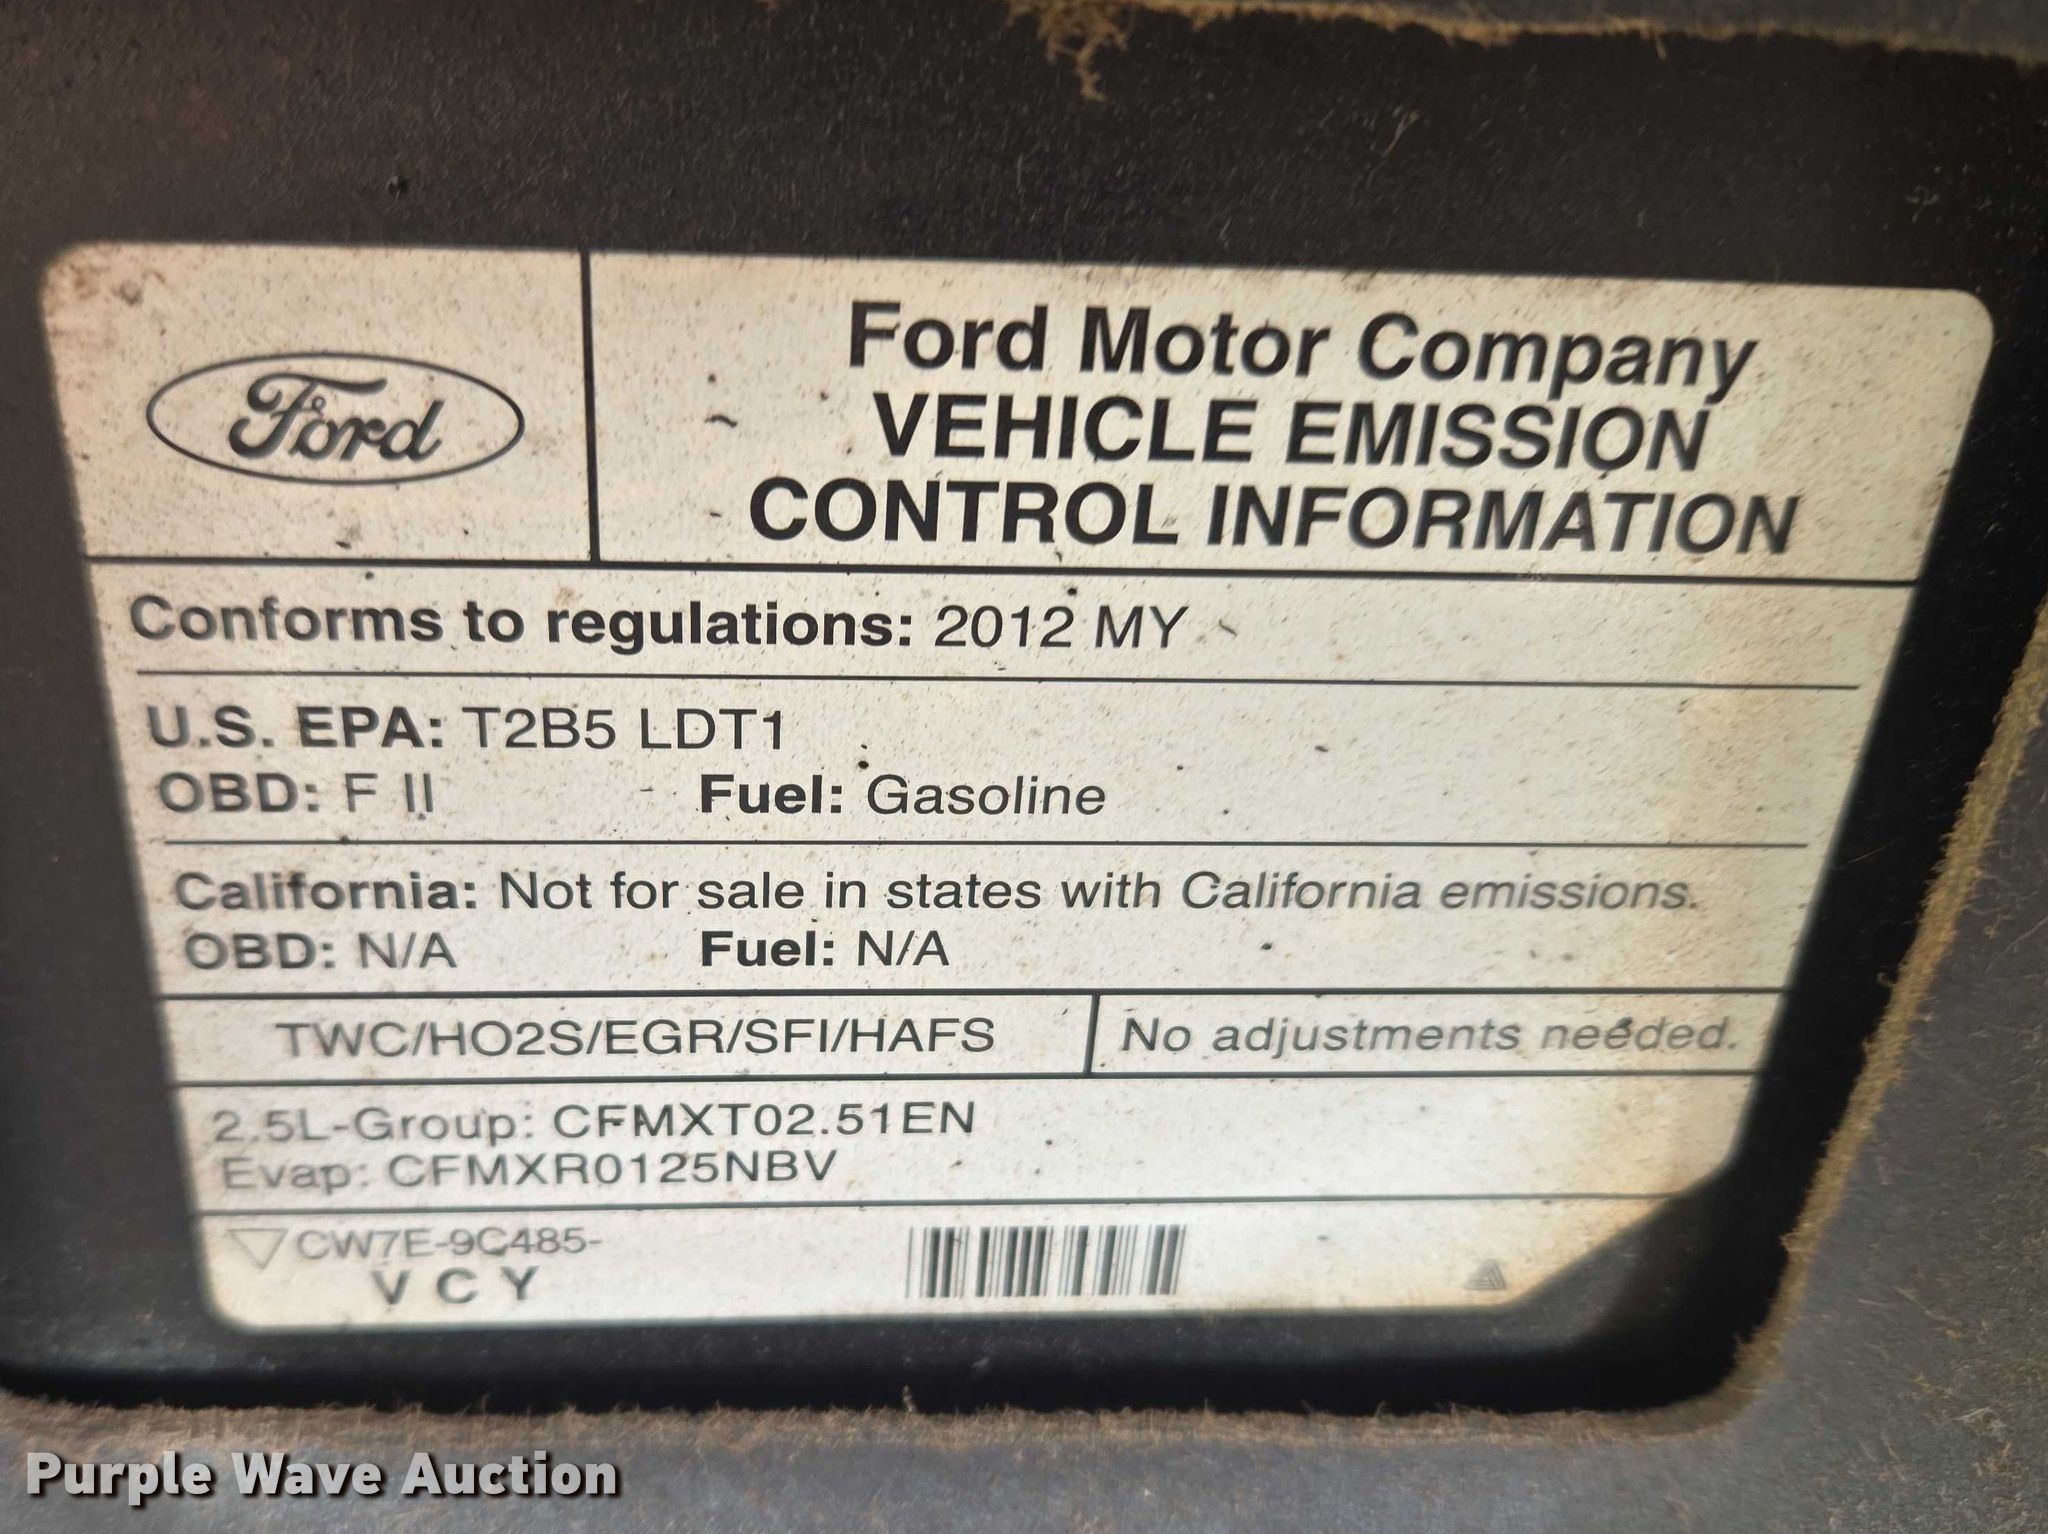 Ford
Ford Motor Company
VEHICLE EMISSION
CONTROL INFORMATION
Conforms to regulations: 2012 MY
U.S. EPA: T2B5 LDT1
OBD: F II Fuel: Gasoline
California: Not for sale in states with California emissions.
OBD: N/A Fuel: N/A
TWC/HO2S/EGR/SFI/HAFS No adjustments needed.
2.5L-Group: CFMXT02.51EN
Evap: CFMXR0125NBV
CW7E-9C485-
V C Y
Purple Wave Auction